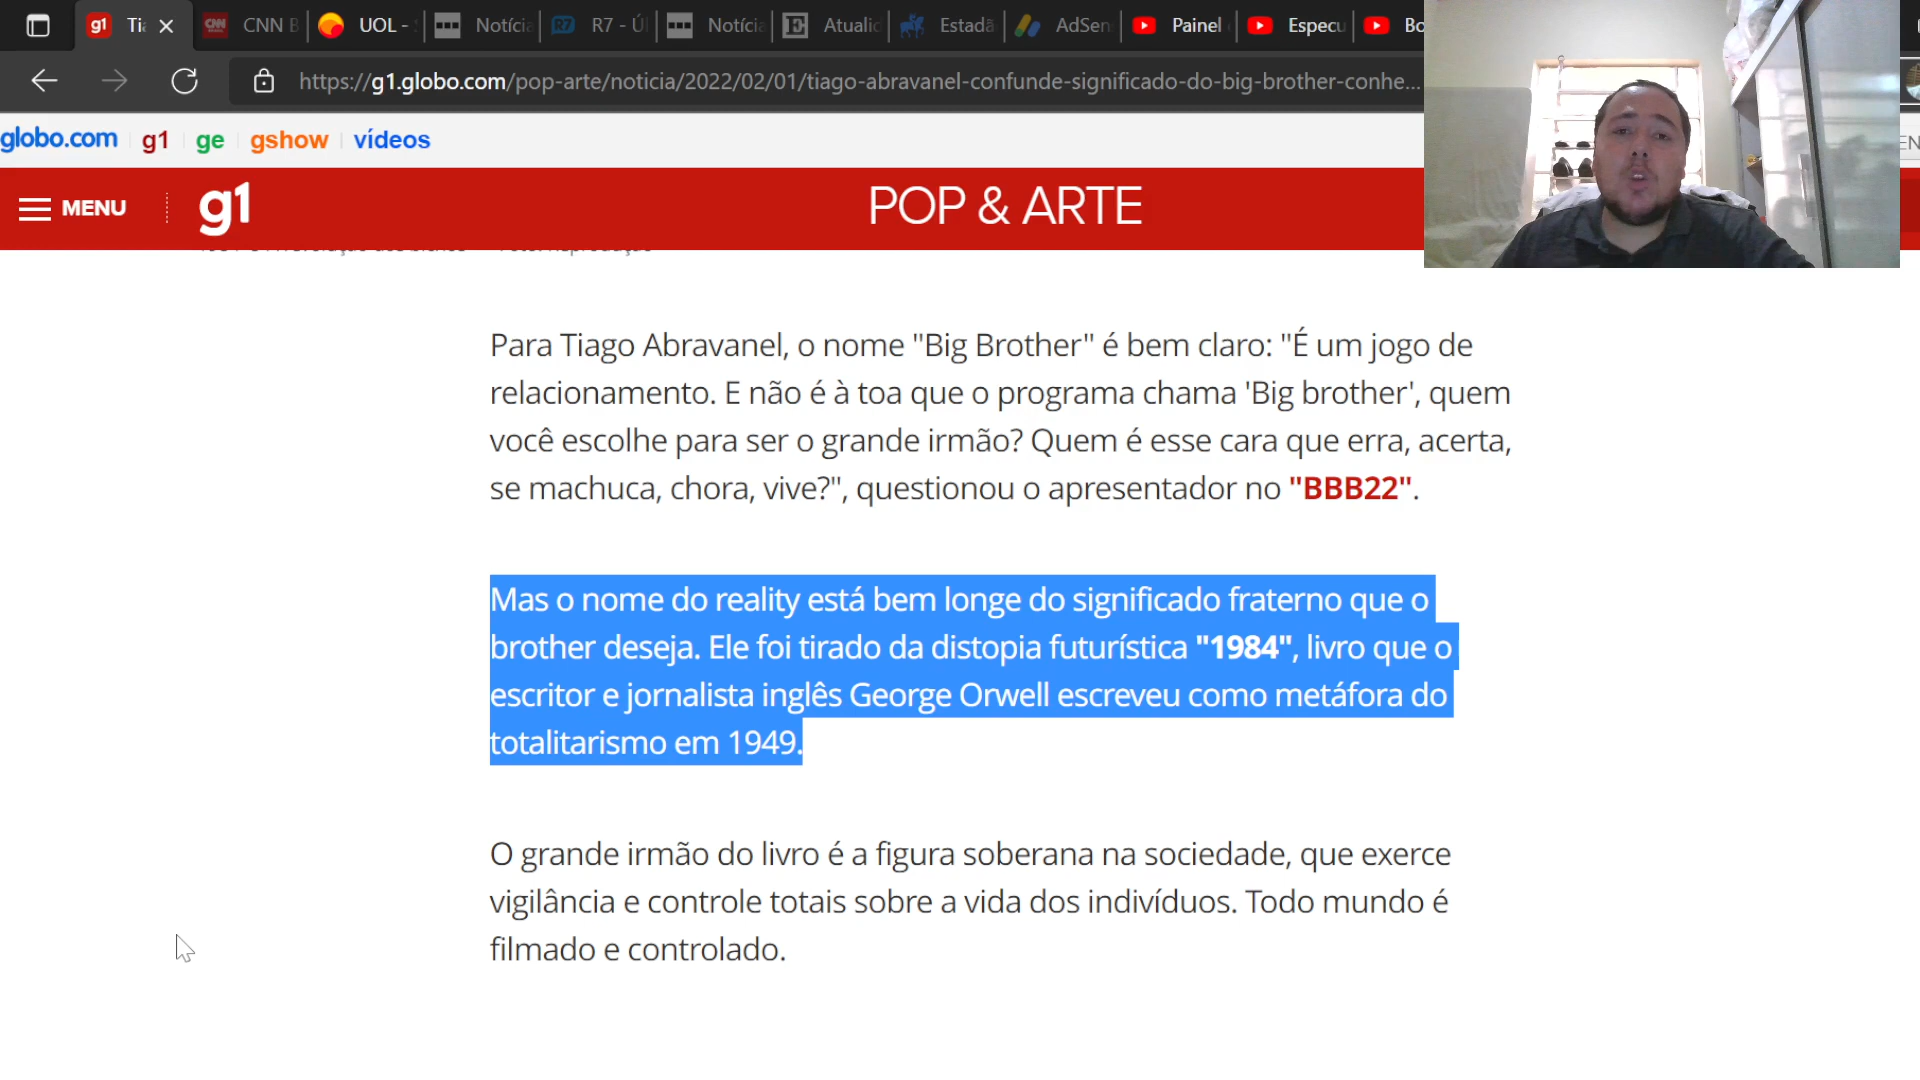 Tia
CNN B
UOL -
Notícia
R7 - Úl
Notícia
Atualid
Estadã
AdSen
Painel
Especu
Bo
https://g1.globo.com/pop-arte/noticia/2022/02/01/tiago-abravanel-confunde-significado-do-big-brother-conhe...
globo.com g1 ge gshow vídeos
MENU g1 POP & ARTE
Para Tiago Abravanel, o nome "Big Brother" é bem claro: "É um jogo de
relacionamento. E não é à toa que o programa chama 'Big brother', quem
você escolhe para ser o grande irmão? Quem é esse cara que erra, acerta,
se machuca, chora, vive?", questionou o apresentador no "BBB22".
Mas o nome do reality está bem longe do significado fraterno que o
brother deseja. Ele foi tirado da distopia futurística "1984", livro que o
escritor e jornalista inglês George Orwell escreveu como metáfora do
totalitarismo em 1949.
O grande irmão do livro é a figura soberana na sociedade, que exerce
vigilância e controle totais sobre a vida dos indivíduos. Todo mundo é
filmado e controlado.